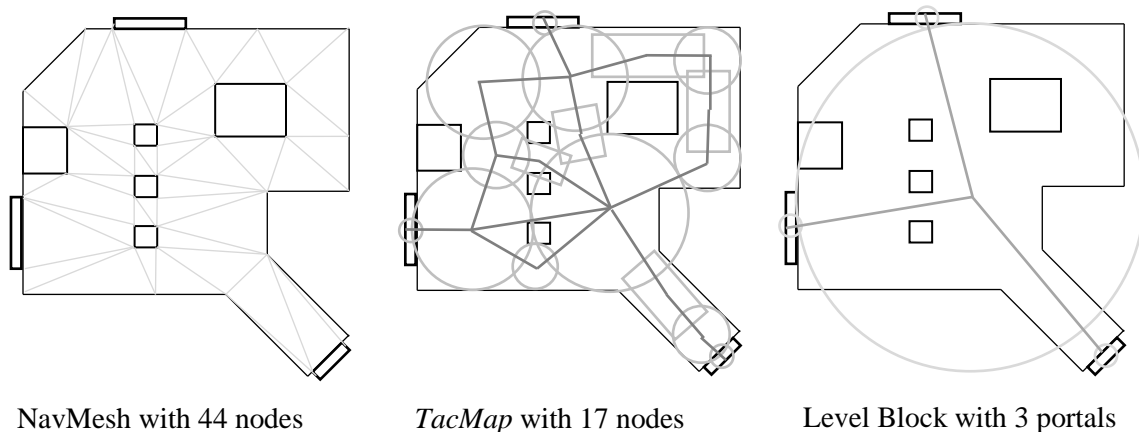 NavMesh with 44 nodes
TacMap with 17 nodes
Level Block with 3 portals